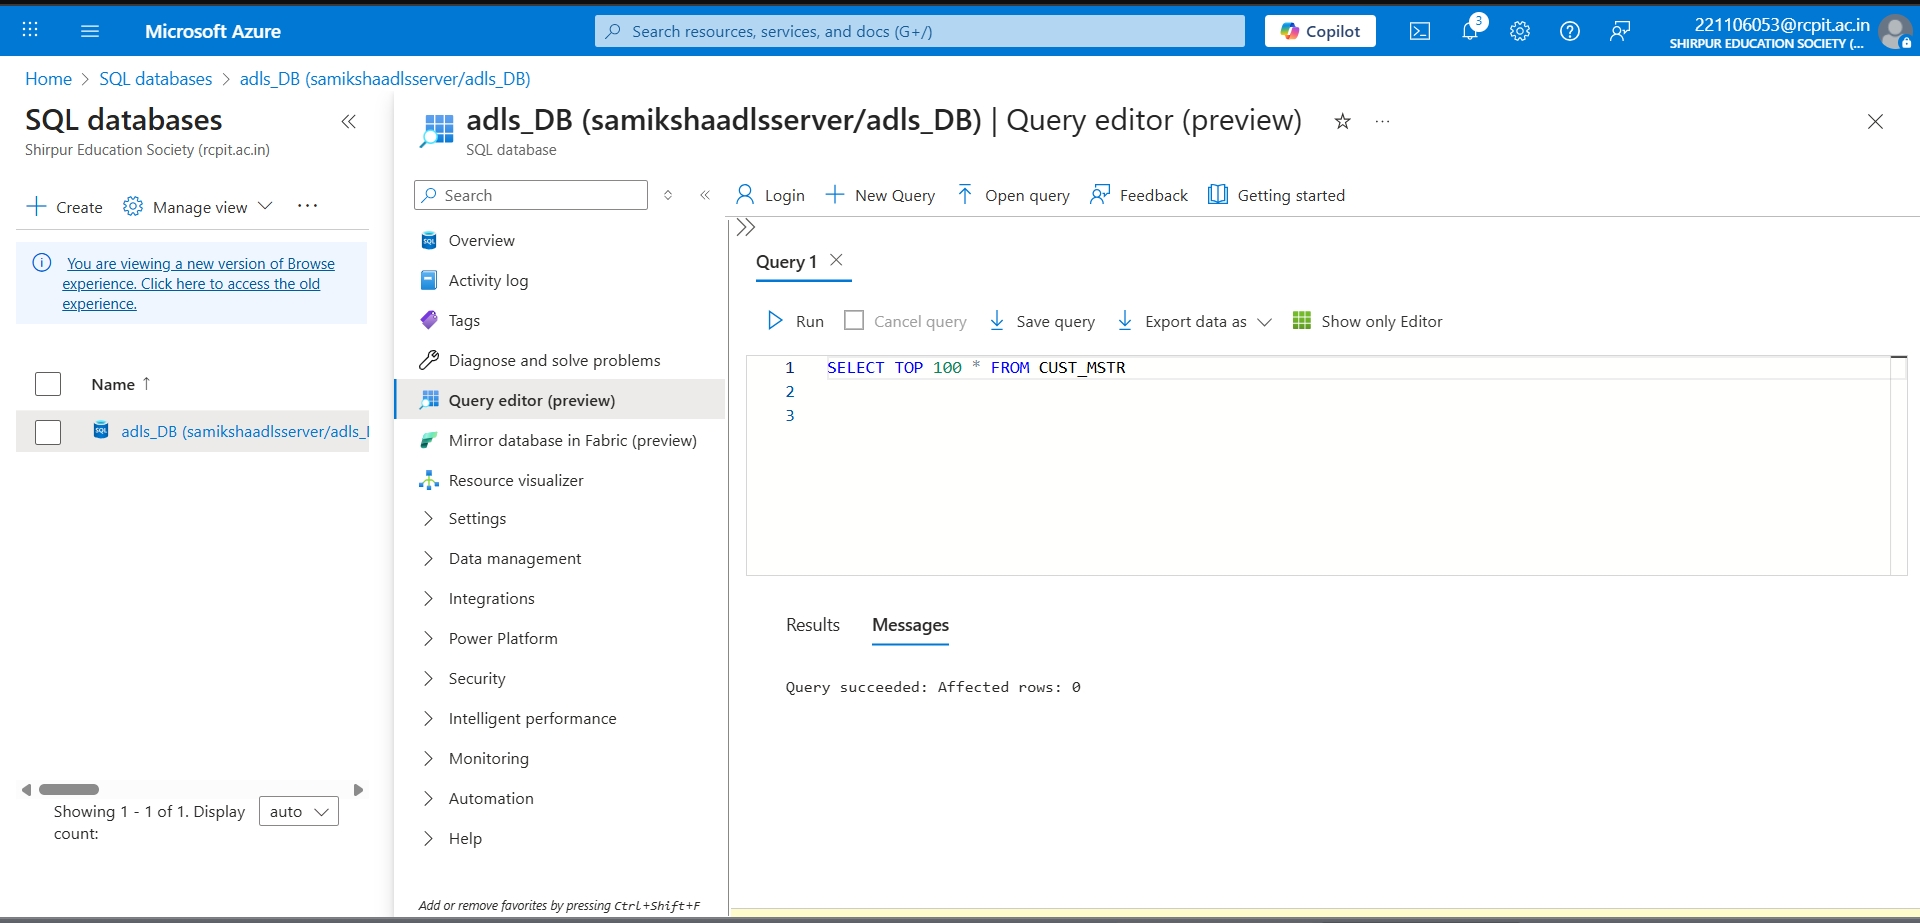 Microsoft Azure
Search resources, services, and docs (G+/)
Copilot
3
221106053@rcpit.ac.in
SHIRPUR EDUCATION SOCIETY (...
Home > SQL databases > adls_DB (samikshaadlsserver/adls_DB)
SQL databases
Shirpur Education Society (rcpit.ac.in)
Create
Manage view
You are viewing a new version of Browse
experience. Click here to access the old
experience.
Name ↑
SQL
adls_DB (samikshaadlsserver/adls_
Showing 1 - 1 of 1. Display
count:
auto
adls_DB (samikshaadlsserver/adls_DB) | Query editor (preview)
SQL database
Search
SQL
Overview
Activity log
Tags
Diagnose and solve problems
Query editor (preview)
Mirror database in Fabric (preview)
Resource visualizer
Settings
Data management
Integrations
Power Platform
Security
Intelligent performance
Monitoring
Automation
Help
Add or remove favorites by pressing Ctrl+Shift+F
Login
New Query
Open query
Feedback
Getting started
Query 1
Run
Cancel query
Save query
Export data as
Show only Editor
1 SELECT TOP 100 * FROM CUST_MSTR
2
3
Results
Messages
Query succeeded: Affected rows: 0